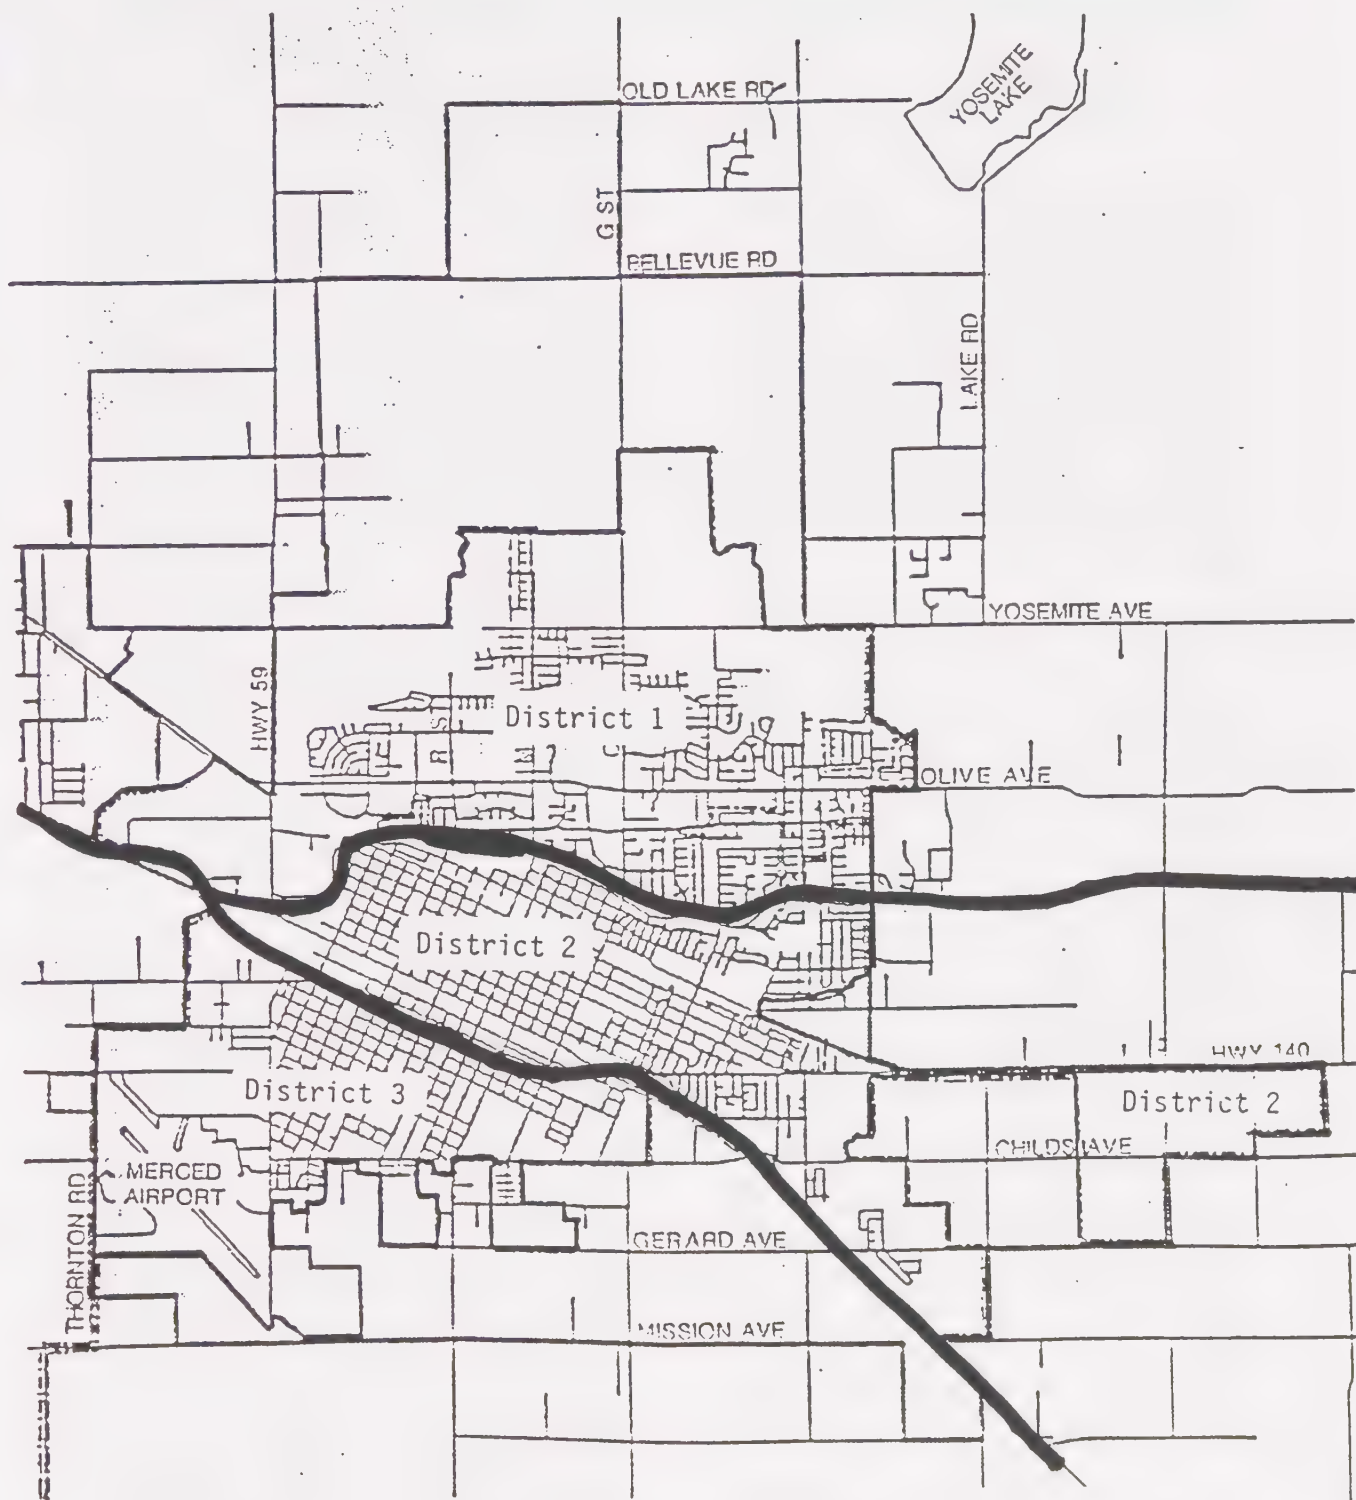 OLD LAKE RD
YOSEMITE
LAKE
G ST
BELLEVUE RD
LAKE RD
YOSEMITE AVE
HWY 59
District 1
R
S
M
OLIVE AVE
District 2
HWY 140
District 3
District 2
CHILDS AVE
MERCED
AIRPORT
THORNTON RD
GERARD AVE
MISSION AVE